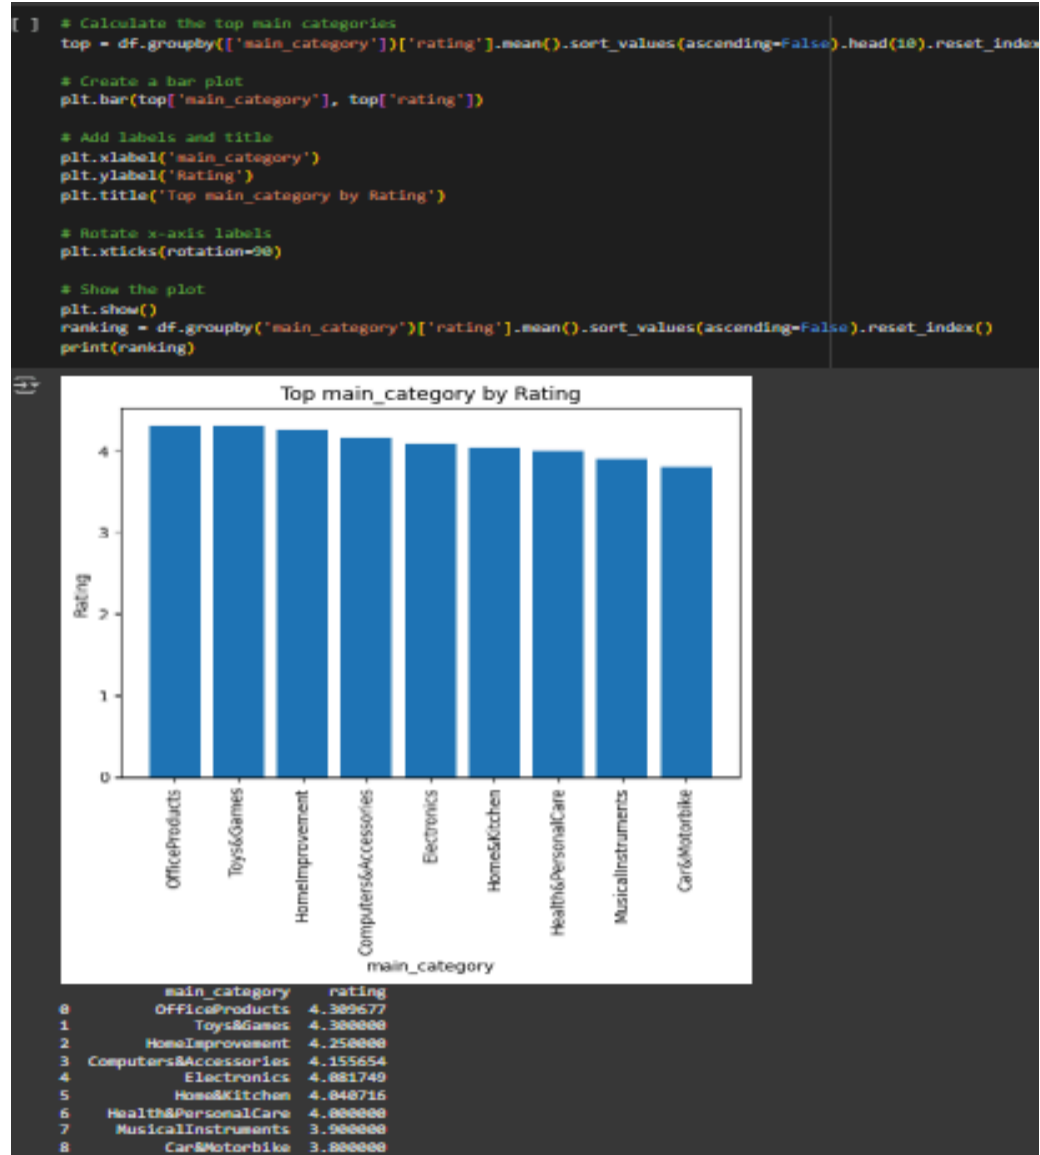 [ ] # Calculate the top main categories
top = df.groupby(['main_category'])['rating'].mean().sort_values(ascending=False).head(10).reset_index
# Create a bar plot
plt.bar(top['main_category'], top['rating'])
# Add labels and title
plt.xlabel('main_category')
plt.ylabel('Rating')
plt.title('Top main_category by Rating')
# Rotate x-axis labels
plt.xticks(rotation=90)
# Show the plot
plt.show()
ranking = df.groupby('main_category')['rating'].mean().sort_values(ascending=False).reset_index()
print(ranking)
Top main_category by Rating
4
3
2
1
0
Rating
OfficeProducts
Toys&Games
HomeImprovement
Computers&Accessories
Electronics
Home&Kitchen
Health&PersonalCare
MusicalInstruments
Car&Motorbike
main_category
main_category rating
0 OfficeProducts 4.309677
1 Toys&Games 4.300000
2 HomeImprovement 4.250000
3 Computers&Accessories 4.155654
4 Electronics 4.081749
5 Home&Kitchen 4.040716
6 Health&PersonalCare 4.000000
7 MusicalInstruments 3.900000
8 Car&Motorbike 3.800000